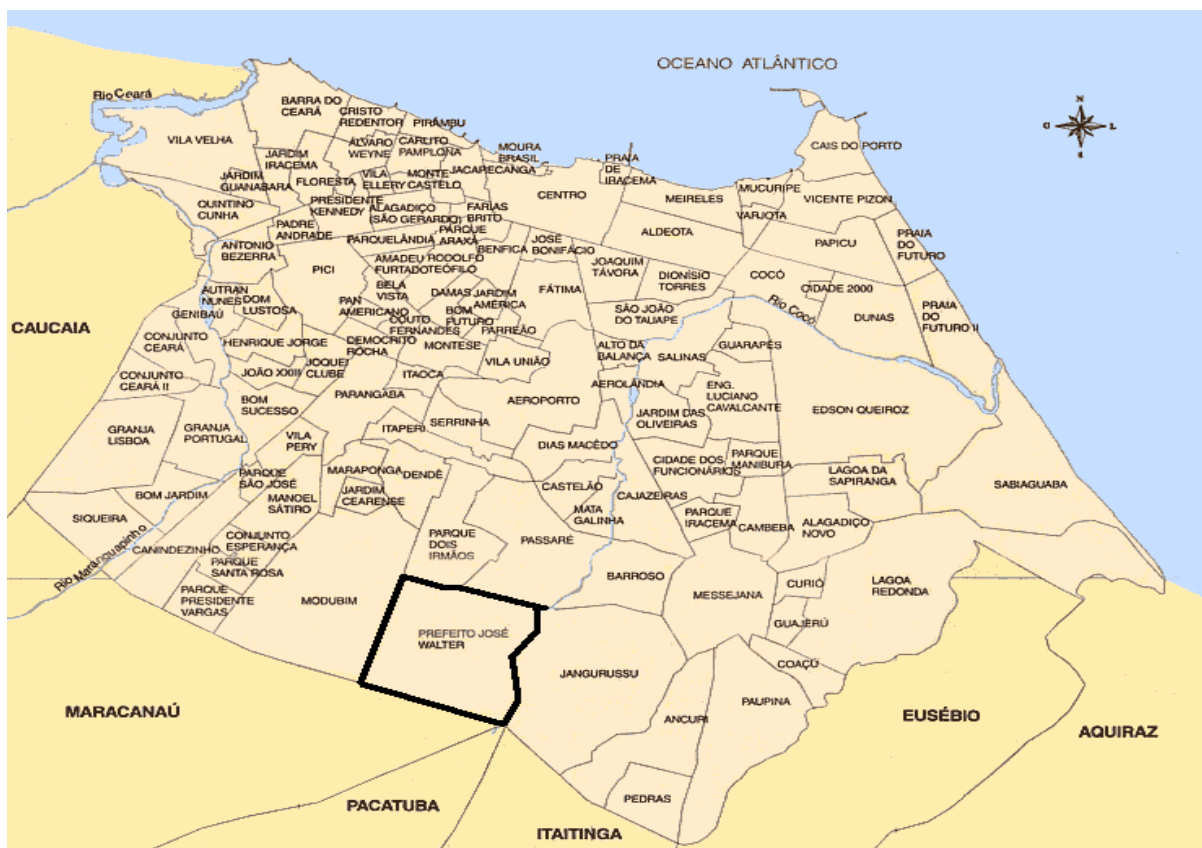 OCEANO ATLÂNTICO
Rio Ceará
N
O
L
S
BARRA DO
CEARÁ
CRISTO
REDENTOR
PIRÂMBU
VILA VELHA
ÁLVARO
WEYNE
CARLITO
PAMPLONA
MOURA
BRASIL
CAIS DO PORTO
JARDIM
IRACEMA
JACAREÇANGA
PRAIA
DE
IRACEMA
JARDIM
GUANABARA
FLORESTA
VILA
ELLERY
MONTE
CASTELO
CENTRO
MEIRELES
MUCURIPE
VICENTE PIZON
QUINTINO
CUNHA
PRESIDENTE
KENNEDY
ALAGADIÇO
(SÃO GERARDO)
FARIAS
BRITO
VARJOTA
PADRE
ANDRADE
PARQUELÂNDIA
PARQUE
ARAXÁ
ALDEOTA
PAPICU
PRAIA
DO
FUTURO
ANTONIO
BEZERRA
BENFICA
JOSÉ
BONIFÁCIO
PICI
AMADEU
FURTADO
RODOLFO
TEÓFILO
JOAQUIM
TÁVORA
DIONÍSIO
TORRES
COCÓ
CIDADE 2000
AUTRAN
NUNES
DOM
LUSTOSA
BELA
VISTA
DAMAS
JARDIM
AMÉRICA
FÁTIMA
Rio Cocó
DUNAS
PRAIA
DO
FUTURO II
GENIBAÚ
PAN
AMERICANO
COUTO
FERNANDES
BOM
FUTURO
PARREÃO
SÃO JOÃO
DO TAUAPE
CAUCAIA
CONJUNTO
CEARÁ
HENRIQUE JORGE
DEMOCRITO
ROCHA
MONTESE
VILA UNIÃO
ALTO DA
BALANÇA
SALINAS
GUARAPÉS
CONJUNTO
CEARÁ II
JOÃO XXIII
JOQUEI
CLUBE
ITAOCA
AEROLÂNDIA
BOM
SUCESSO
PARANGABA
AEROPORTO
ENG.
LUCIANO
CAVALCANTE
EDSON QUEIROZ
GRANJA
LISBOA
GRANJA
PORTUGAL
VILA
PERY
ITAPERI
SERRINHA
JARDIM DAS
OLIVEIRAS
DIAS MACÊDO
CIDADE DOS
FUNCIONÁRIOS
PARQUE
MANIBURA
PARQUE
SÃO JOSÉ
MARAPONGA
DENDÊ
LAGOA DA
SAPIRANGA
SABIAGUABA
BOM JARDIM
MANOEL
SÁTIRO
JARDIM
CEARENSE
CASTELÃO
CAJAZEIRAS
SIQUEIRA
MATA
GALINHA
PARQUE
IRACEMA
CAMBEBA
ALAGADIÇO
NOVO
Rio Maranguapinho
CANINDEZINHO
CONJUNTO
ESPERANÇA
PARQUE
DOIS
IRMÃOS
PASSARÉ
PARQUE
SANTA ROSA
BARROSO
CURIÓ
LAGOA
REDONDA
PARQUE
PRESIDENTE
VARGAS
MODUBIM
MESSEJANA
GUAJERÚ
PREFEITO JOSÉ
WALTER
COAÇÚ
JANGURUSSU
PAUPINA
MARACANAÚ
ANCURI
EUSÉBIO
AQUIRAZ
PACATUBA
PEDRAS
ITAITINGA